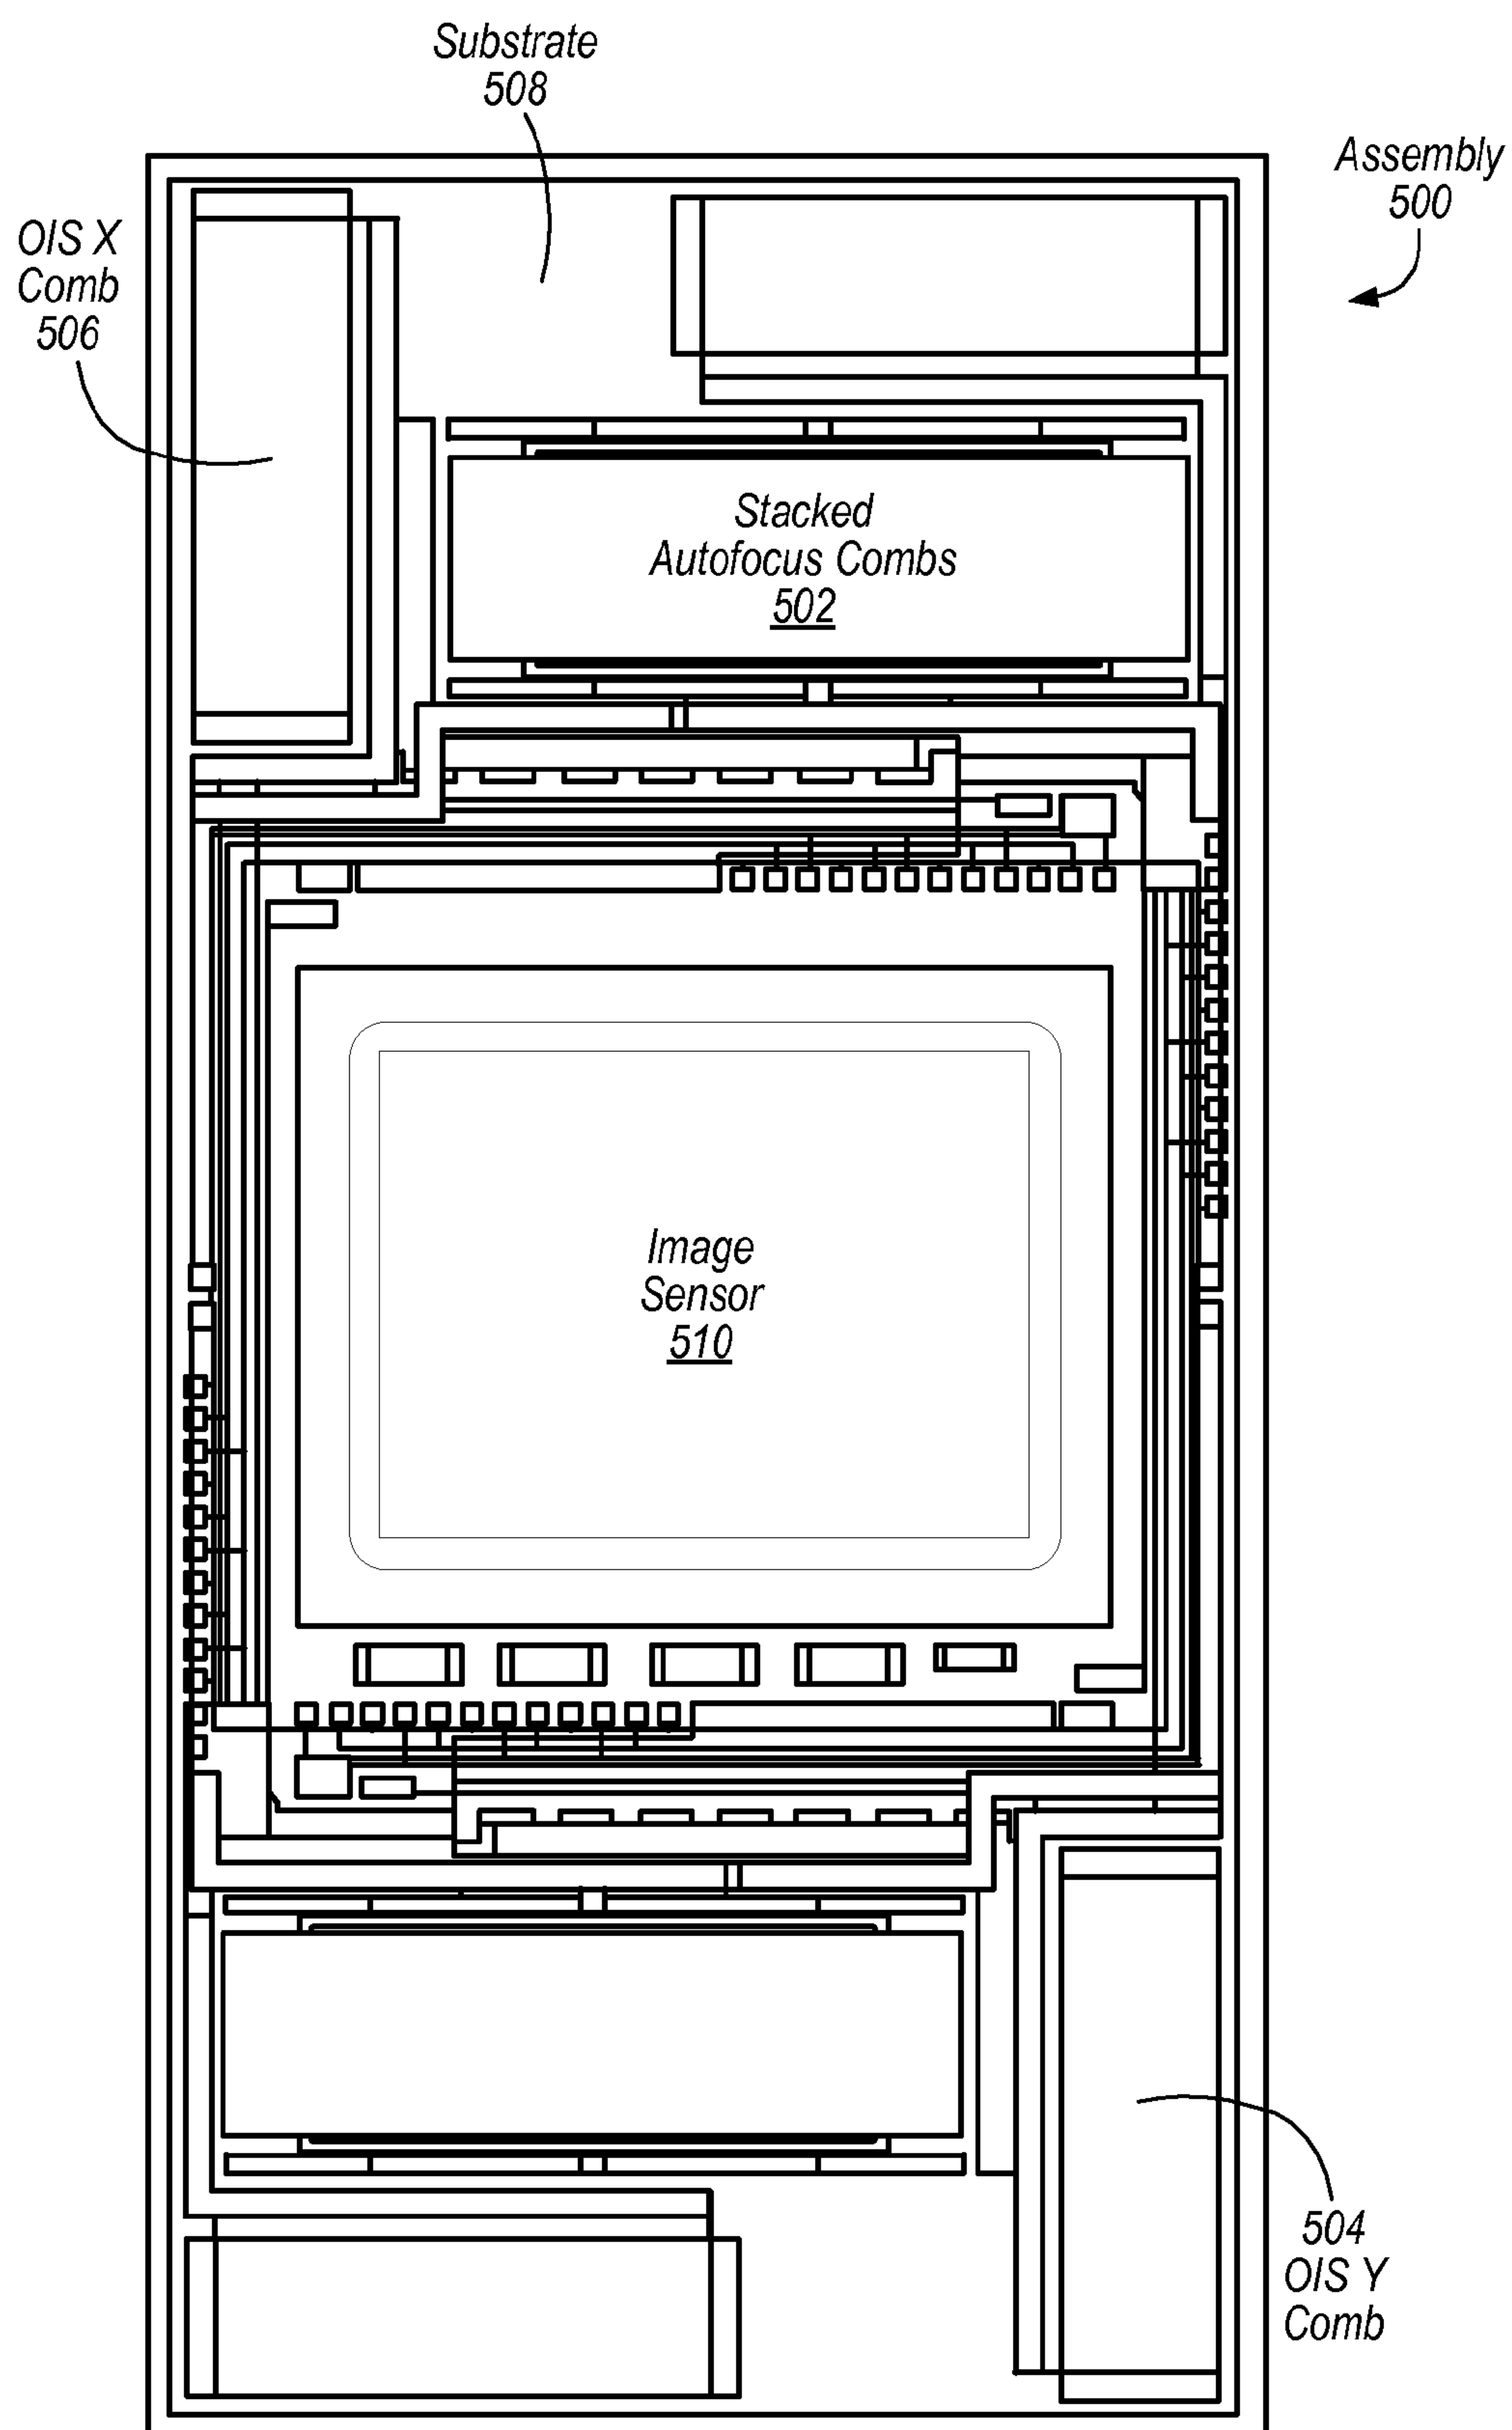 Substrate
508
Assembly
500
OIS X
Comb
506
Stacked
Autofocus Combs
502
Image
Sensor
510
504
OIS Y
Comb